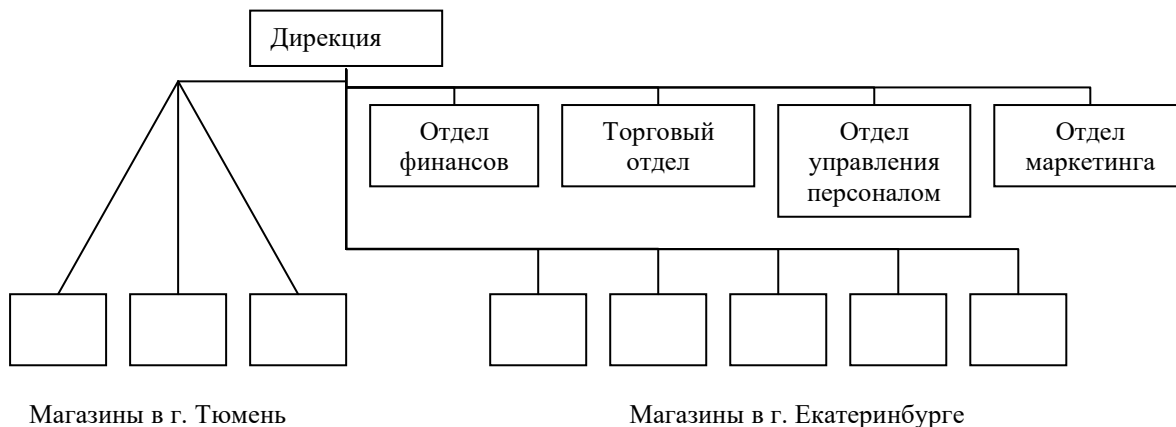 Дирекция
Отдел
финансов
Торговый
отдел
Отдел
управления
персоналом
Отдел
маркетинга
Магазины в г. Тюмень
Магазины в г. Екатеринбурге